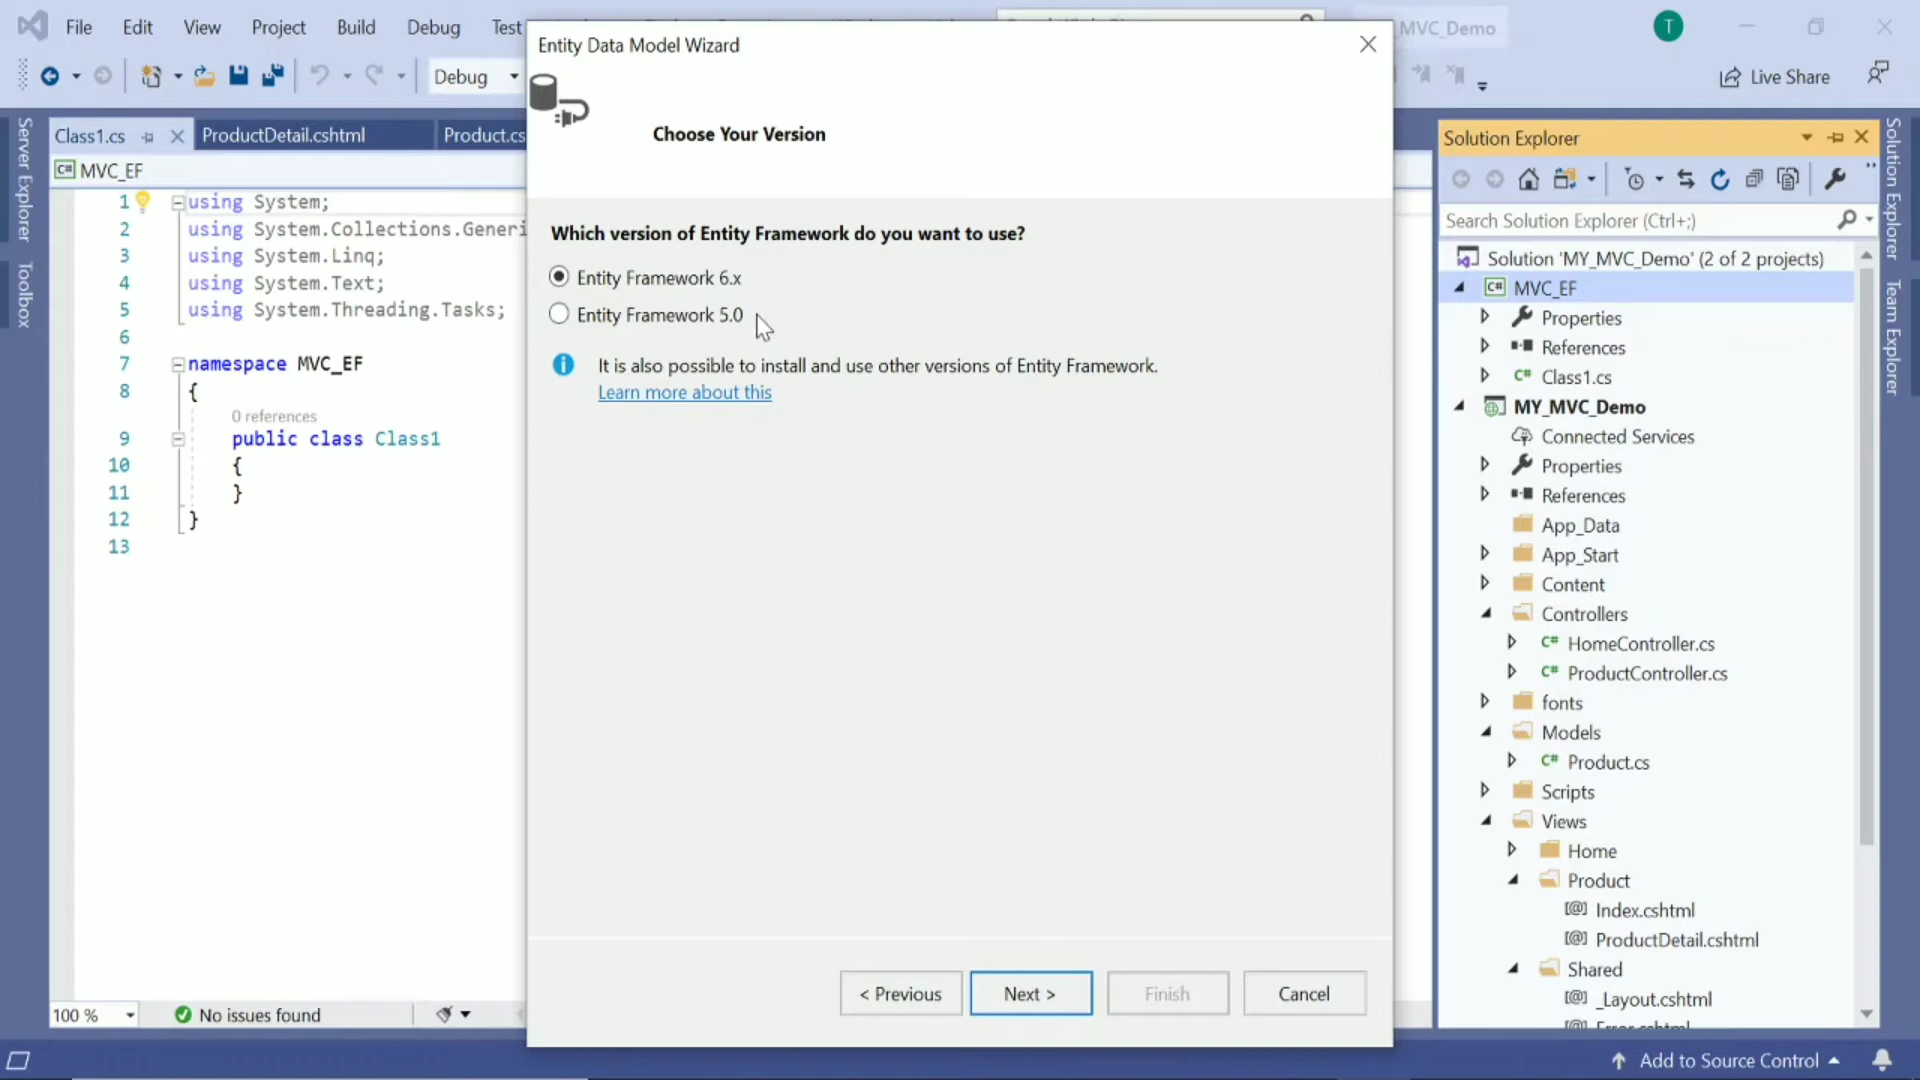 File Edit View Project Build Debug Test
MVC_Demo
T
Debug
Live Share
Entity Data Model Wizard
Choose Your Version
Which version of Entity Framework do you want to use?
Entity Framework 6.x
Entity Framework 5.0
It is also possible to install and use other versions of Entity Framework.
Learn more about this
< Previous Next > Finish Cancel
Server Explorer
Toolbox
Class1.cs ProductDetail.cshtml Product.cs
C# MVC_EF
1 using System;
2 using System.Collections.Generi
3 using System.Linq;
4 using System.Text;
5 using System.Threading.Tasks;
6
7 namespace MVC_EF
8 {
0 references
9 public class Class1
10 {
11 }
12 }
13
100 % No issues found
Solution Explorer
Search Solution Explorer (Ctrl+;)
Solution 'MY_MVC_Demo' (2 of 2 projects)
C# MVC_EF
Properties
References
C# Class1.cs
MY_MVC_Demo
Connected Services
Properties
References
App_Data
App_Start
Content
Controllers
C# HomeController.cs
C# ProductController.cs
fonts
Models
C# Product.cs
Scripts
Views
Home
Product
[@] Index.cshtml
[@] ProductDetail.cshtml
Shared
[@] _Layout.cshtml
[@] Error.cshtml
Solution Explorer
Team Explorer
Add to Source Control